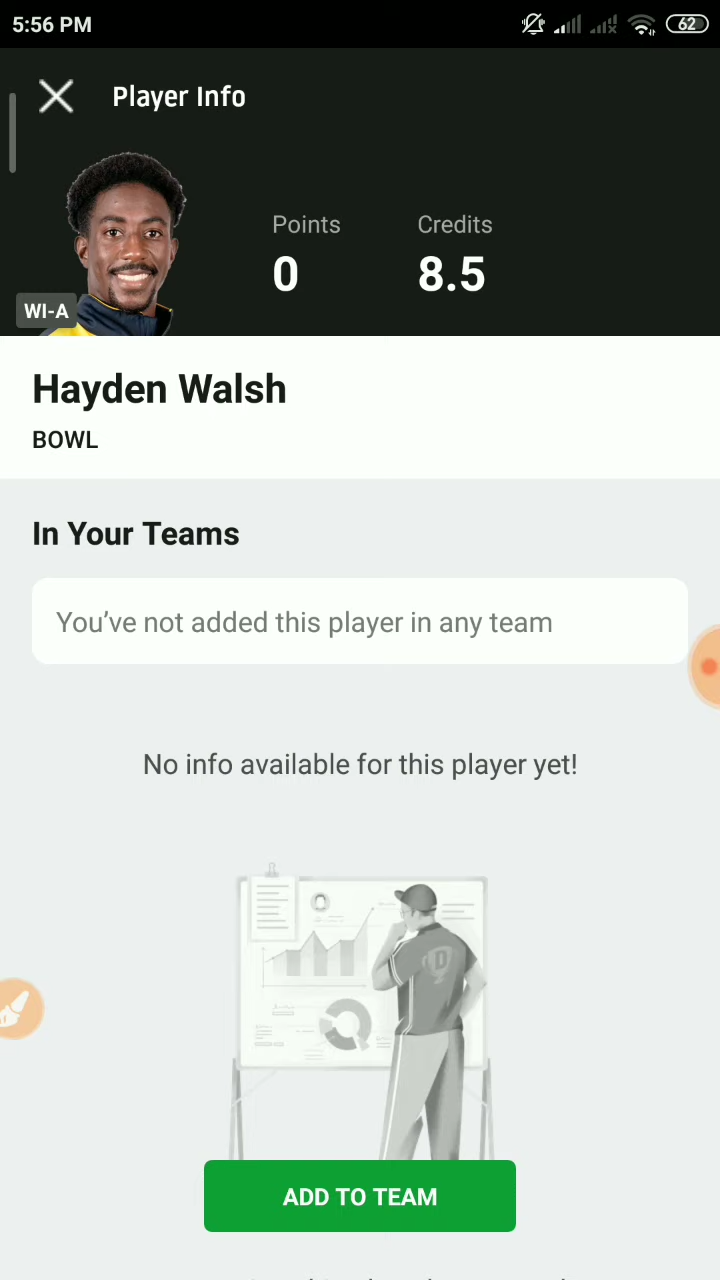 5:56 PM
62
Player Info
Points
Credits
0
8.5
WI-A
Hayden Walsh
BOWL
In Your Teams
You've not added this player in any team
No info available for this player yet!
D
ADD TO TEAM